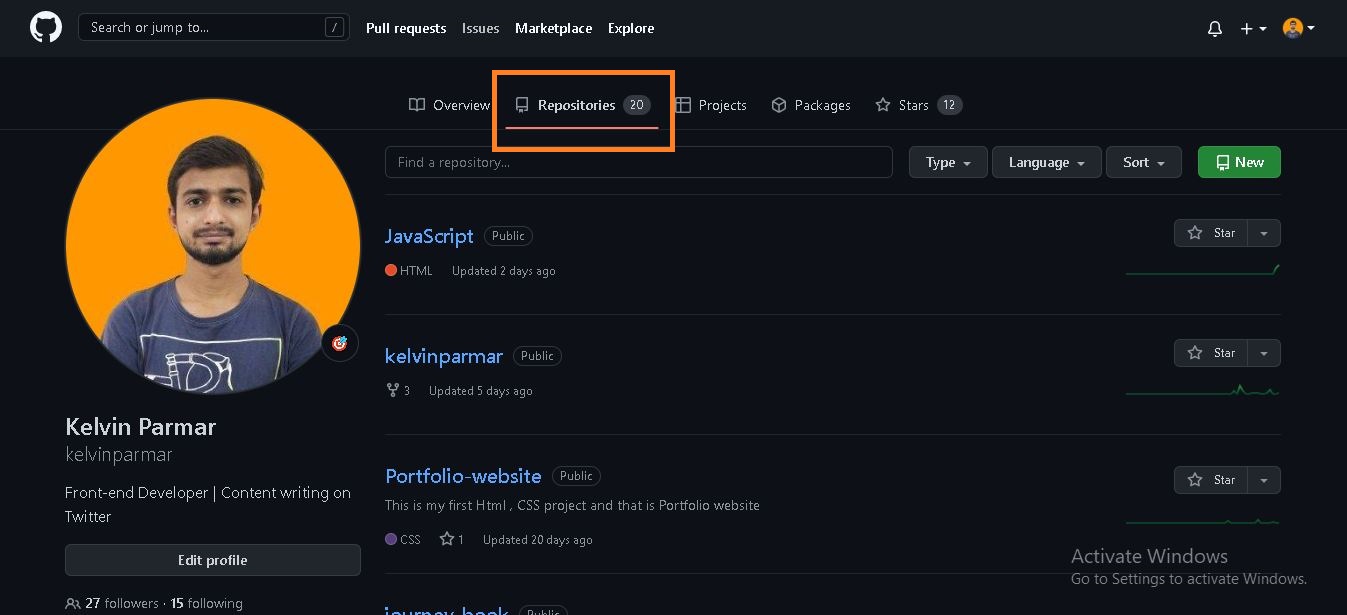 Search or jump to... / Pull requests Issues Marketplace Explore
Overview Repositories 20 Projects Packages Stars 12
Find a repository... Type Language Sort New
JavaScript Public Star
HTML Updated 2 days ago
kelvinparmar Public Star
3 Updated 5 days ago
Kelvin Parmar
kelvinparmar
Front-end Developer | Content writing on
Twitter
Edit profile
27 followers · 15 following
Portfolio-website Public Star
This is my first Html , CSS project and that is Portfolio website
CSS 1 Updated 20 days ago
journey-book Public
Activate Windows
Go to Settings to activate Windows.